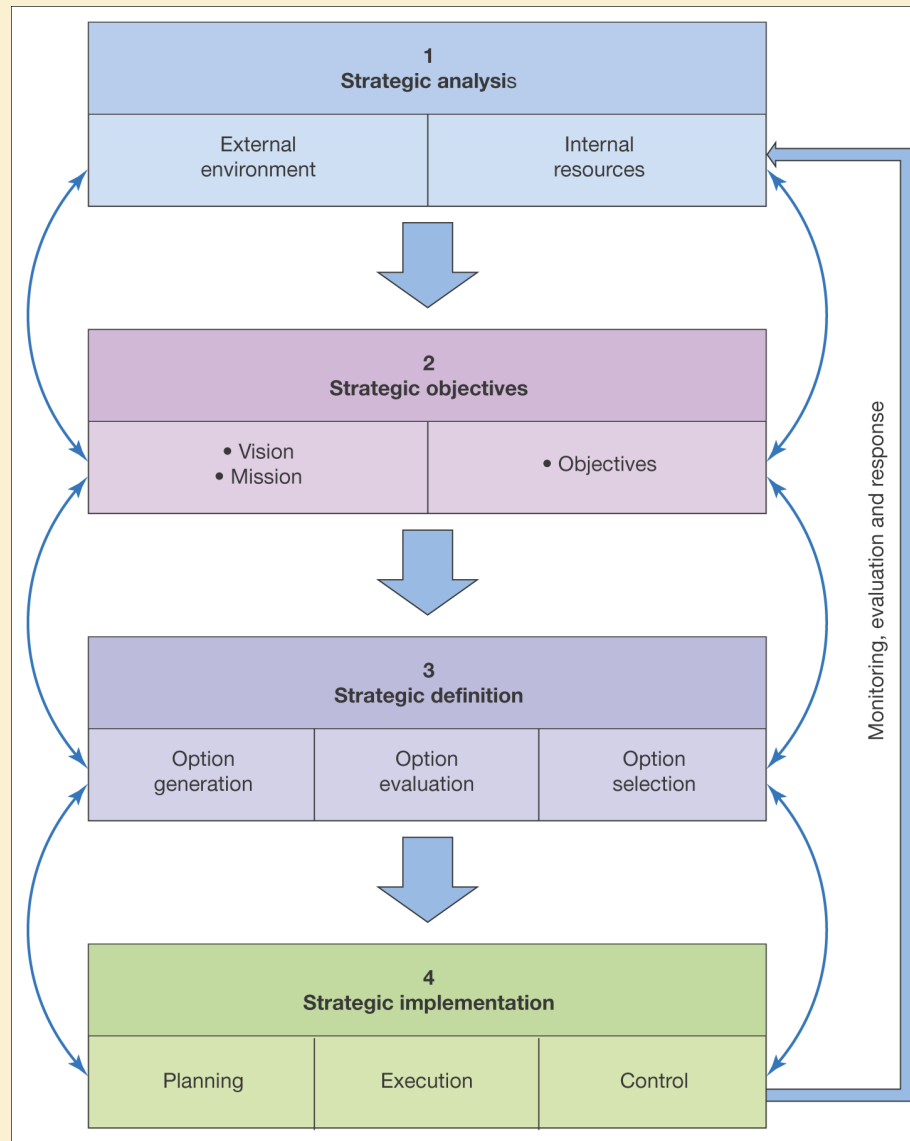 1
Strategic analysis
External
environment
Internal
resources
2
Strategic objectives
• Vision
• Mission
• Objectives
3
Strategic definition
Option
generation
Option
evaluation
Option
selection
4
Strategic implementation
Planning
Execution
Control
Monitoring, evaluation and response